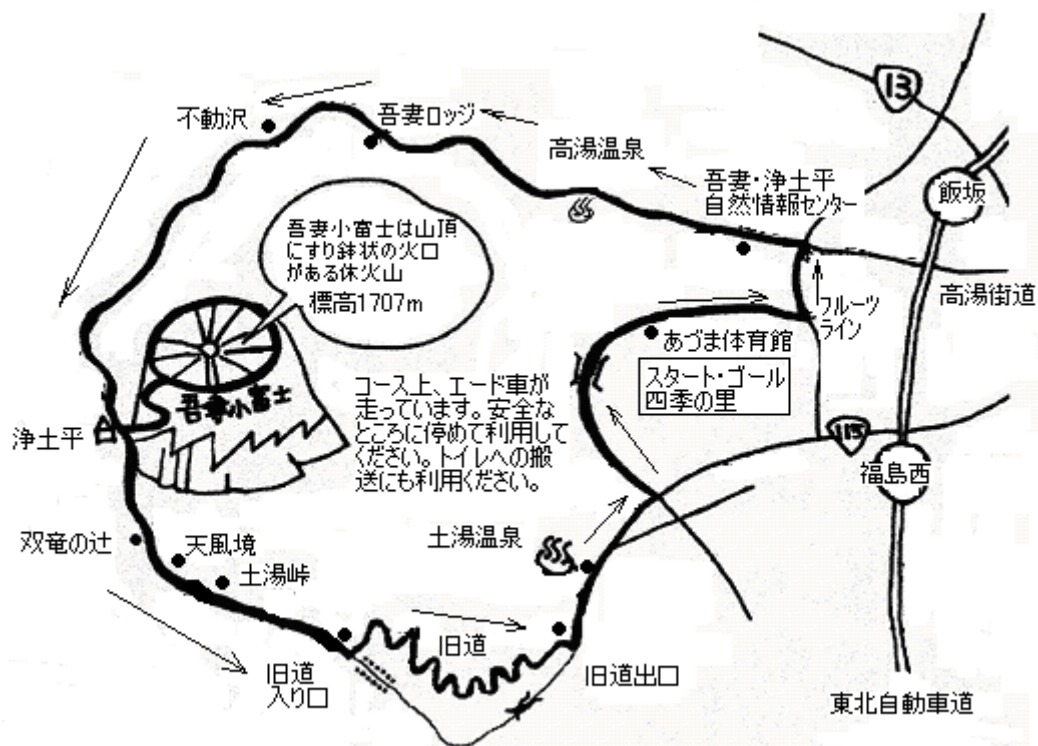 13
不動沢
吾妻ロッジ
高湯温泉
吾妻・浄土平
自然情報センター
飯坂
吾妻小富士は山頂
にすり鉢状の火口
がある休火山
標高1707m
高湯街道
フルーツ
ライン
あづま体育館
スタート・ゴール
四季の里
吾妻小富士
コース上、エード車が
走っています。安全な
ところに停めて利用して
ください。トイレへの搬
送にも利用ください。
浄土平
115
福島西
双竜の辻
天風境
土湯峠
土湯温泉
旧道
入り口
旧道
旧道出口
東北自動車道